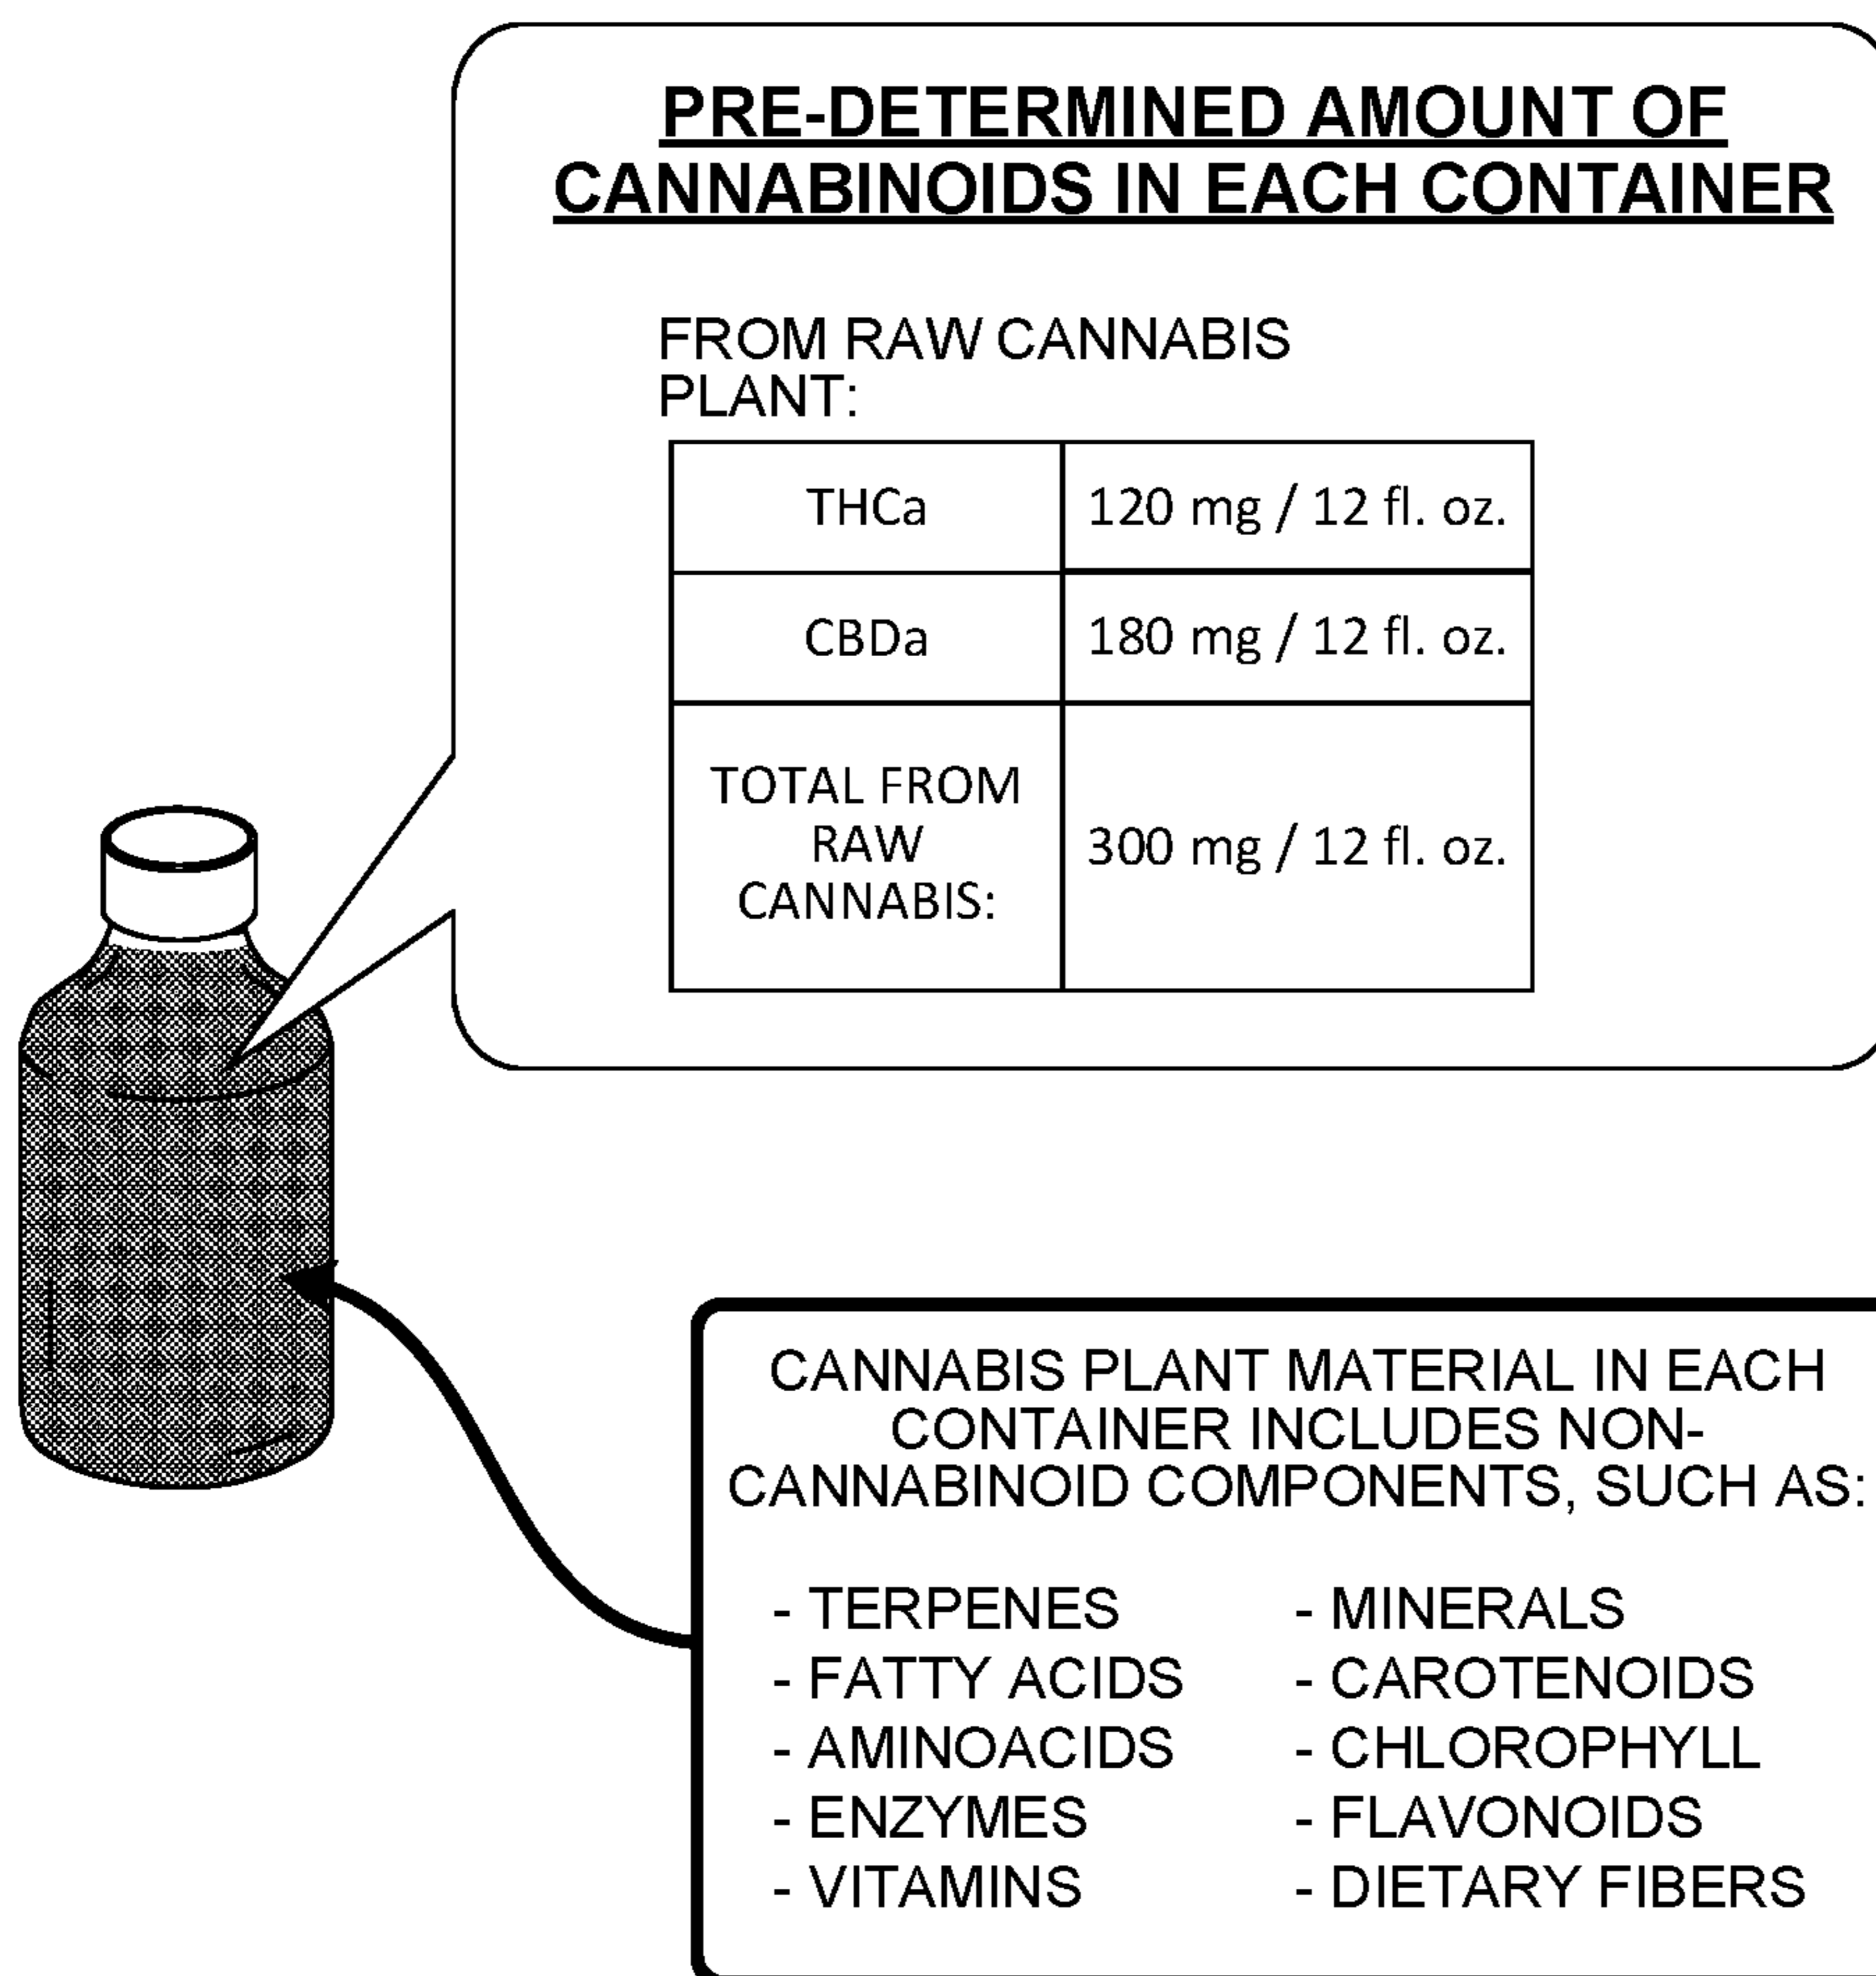 PRE-DETERMINED AMOUNT OF
CANNABINOIDS IN EACH CONTAINER
FROM RAW CANNABIS
PLANT:
THCa 120 mg / 12 fl. oz.
CBDa 180 mg / 12 fl. oz.
TOTAL FROM
RAW
CANNABIS:
300 mg / 12 fl. oz.
CANNABIS PLANT MATERIAL IN EACH
CONTAINER INCLUDES NON-
CANNABINOID COMPONENTS, SUCH AS:
- TERPENES
- FATTY ACIDS
- AMINOACIDS
- ENZYMES
- VITAMINS
- MINERALS
- CAROTENOIDS
- CHLOROPHYLL
- FLAVONOIDS
- DIETARY FIBERS